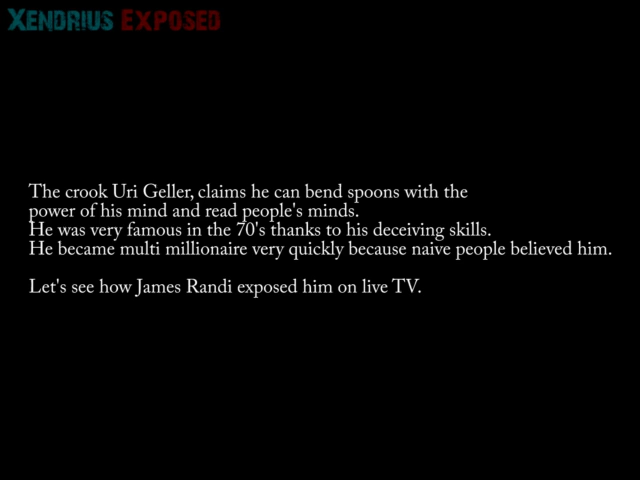 Xendrius Exposed
The crook Uri Geller, claims he can bend spoons with the
power of his mind and read people's minds.
He was very famous in the 70's thanks to his deceiving skills.
He became multi millionaire very quickly because naive people believed him.
Let's see how James Randi exposed him on live TV.